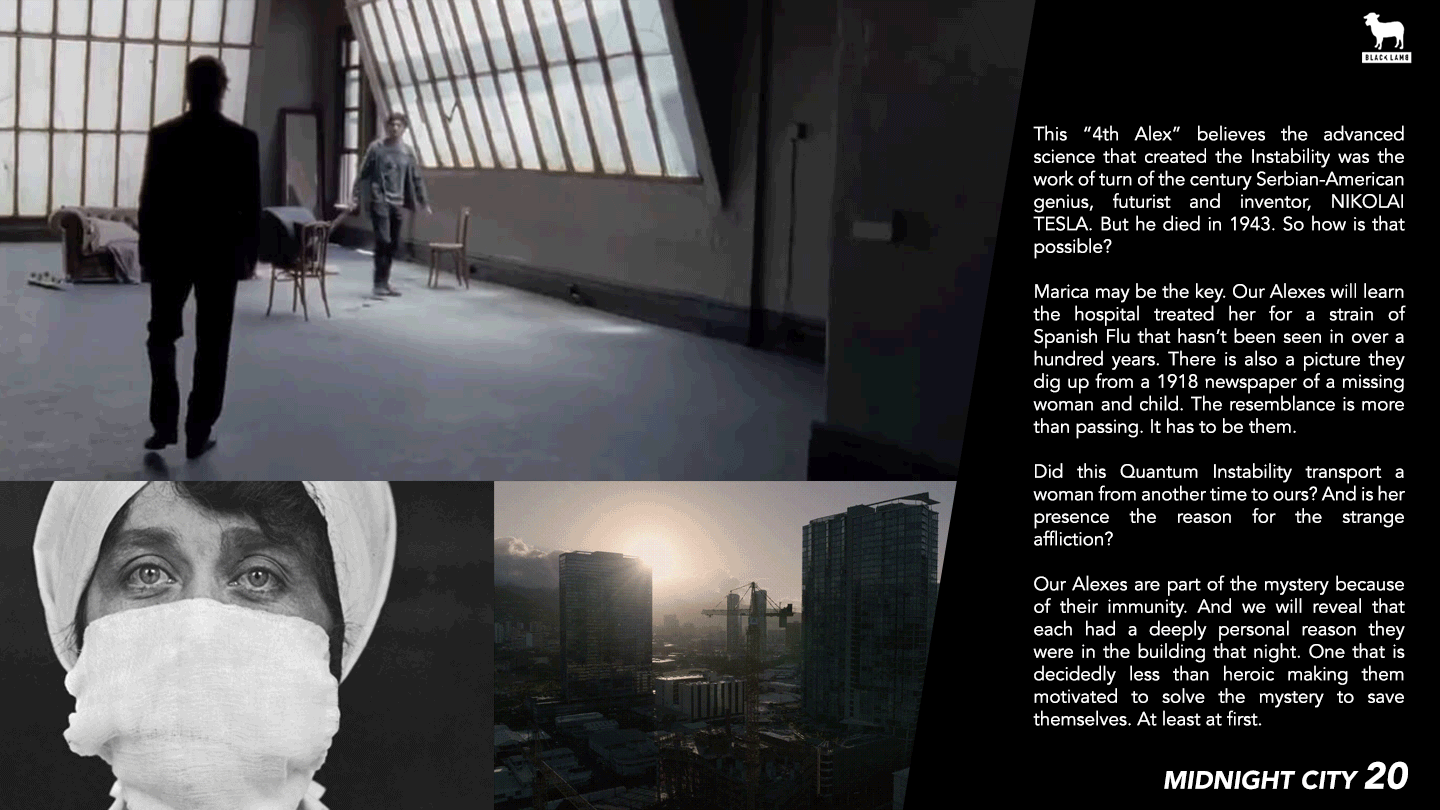 BLACK LAMB
This “4th Alex” believes the advanced
science that created the Instability was the
work of turn of the century Serbian-American
genius, futurist and inventor, NIKOLAI
TESLA. But he died in 1943. So how is that
possible?
Marica may be the key. Our Alexes will learn
the hospital treated her for a strain of
Spanish Flu that hasn’t been seen in over a
hundred years. There is also a picture they
dig up from a 1918 newspaper of a missing
woman and child. The resemblance is more
than passing. It has to be them.
Did this Quantum Instability transport a
woman from another time to ours? And is her
presence the reason for the strange
affliction?
Our Alexes are part of the mystery because
of their immunity. And we will reveal that
each had a deeply personal reason they
were in the building that night. One that is
decidedly less than heroic making them
motivated to solve the mystery to save
themselves. At least at first.
MIDNIGHT CITY 20